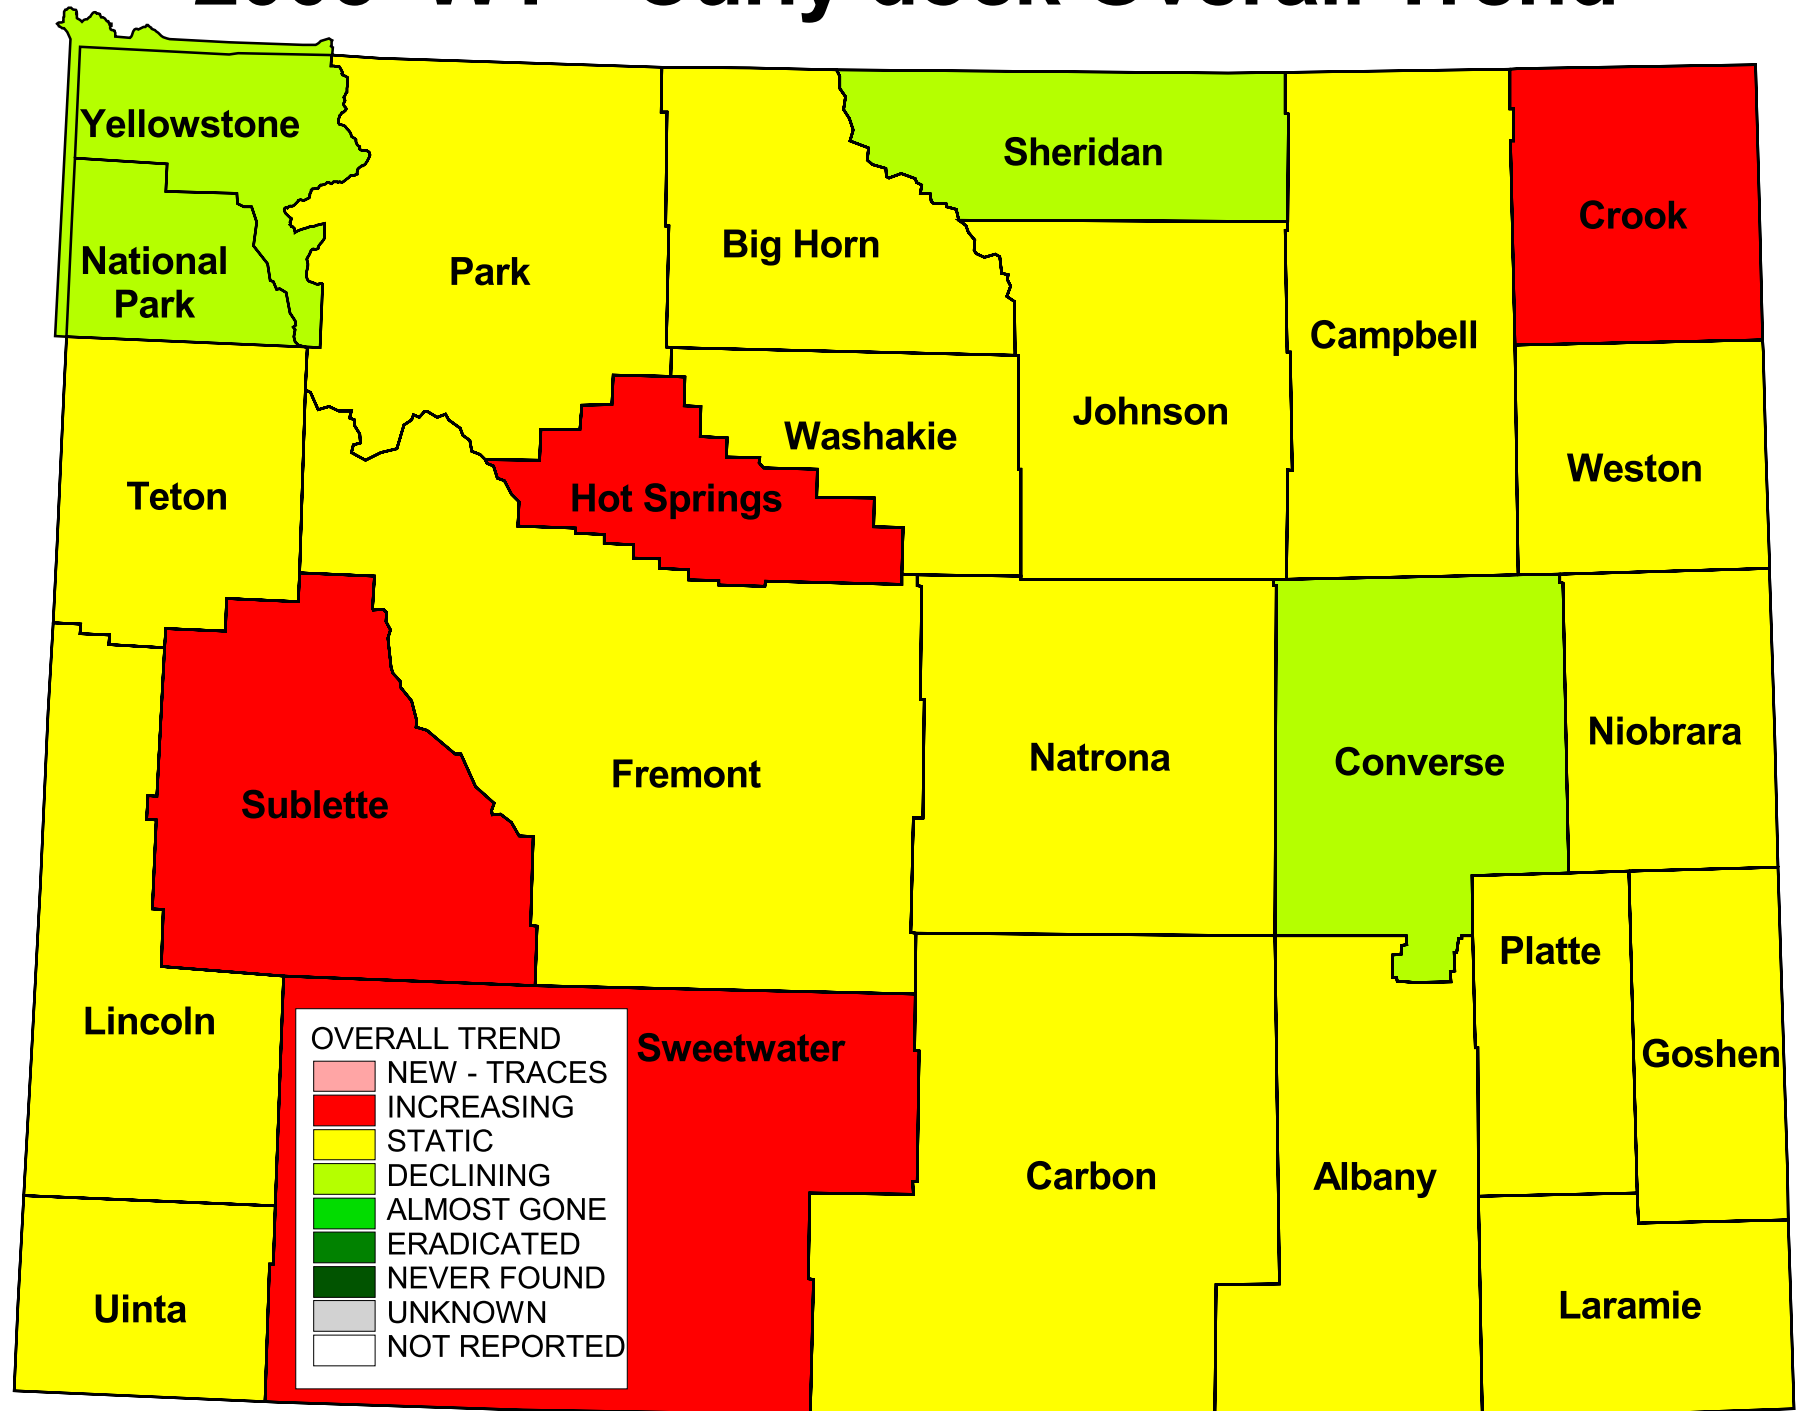 Yellowstone
National
Park
Park
Big Horn
Sheridan
Crook
Campbell
Johnson
Washakie
Weston
Teton
Hot Springs
Sublette
Fremont
Natrona
Converse
Niobrara
Platte
Lincoln
Sweetwater
Goshen
Carbon
Albany
Uinta
Laramie
OVERALL TREND
NEW - TRACES
INCREASING
STATIC
DECLINING
ALMOST GONE
ERADICATED
NEVER FOUND
UNKNOWN
NOT REPORTED